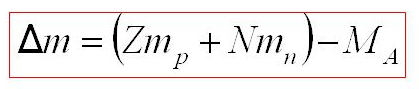 Δm = (Zm_p + Nm_n) − M_A